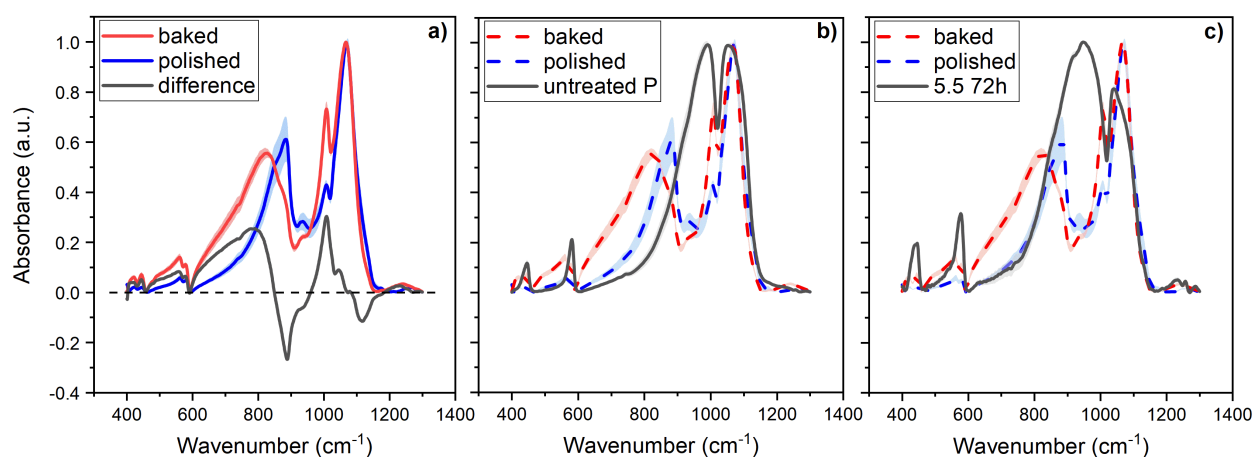 a)
baked
polished
difference
b)
baked
polished
untreated P
c)
baked
polished
5.5 72h
Absorbance (a.u.)
1.0
0.8
0.6
0.4
0.2
0.0
-0.2
-0.4
400 600 800 1000 1200 1400
400 600 800 1000 1200 1400
400 600 800 1000 1200 1400
Wavenumber (cm⁻¹)
Wavenumber (cm⁻¹)
Wavenumber (cm⁻¹)